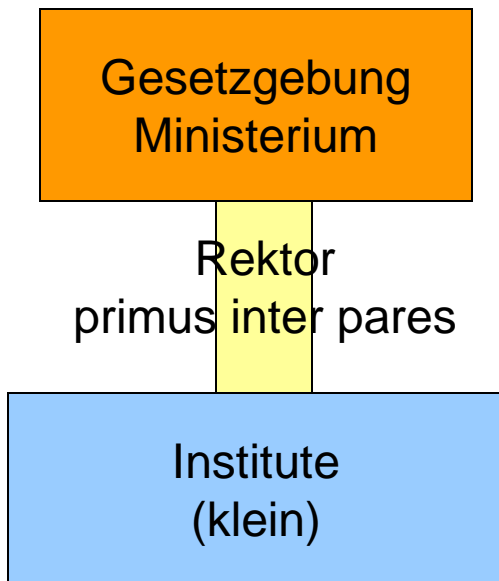 Gesetzgebung
Ministerium
Rektor
primus inter pares
Institute
(klein)